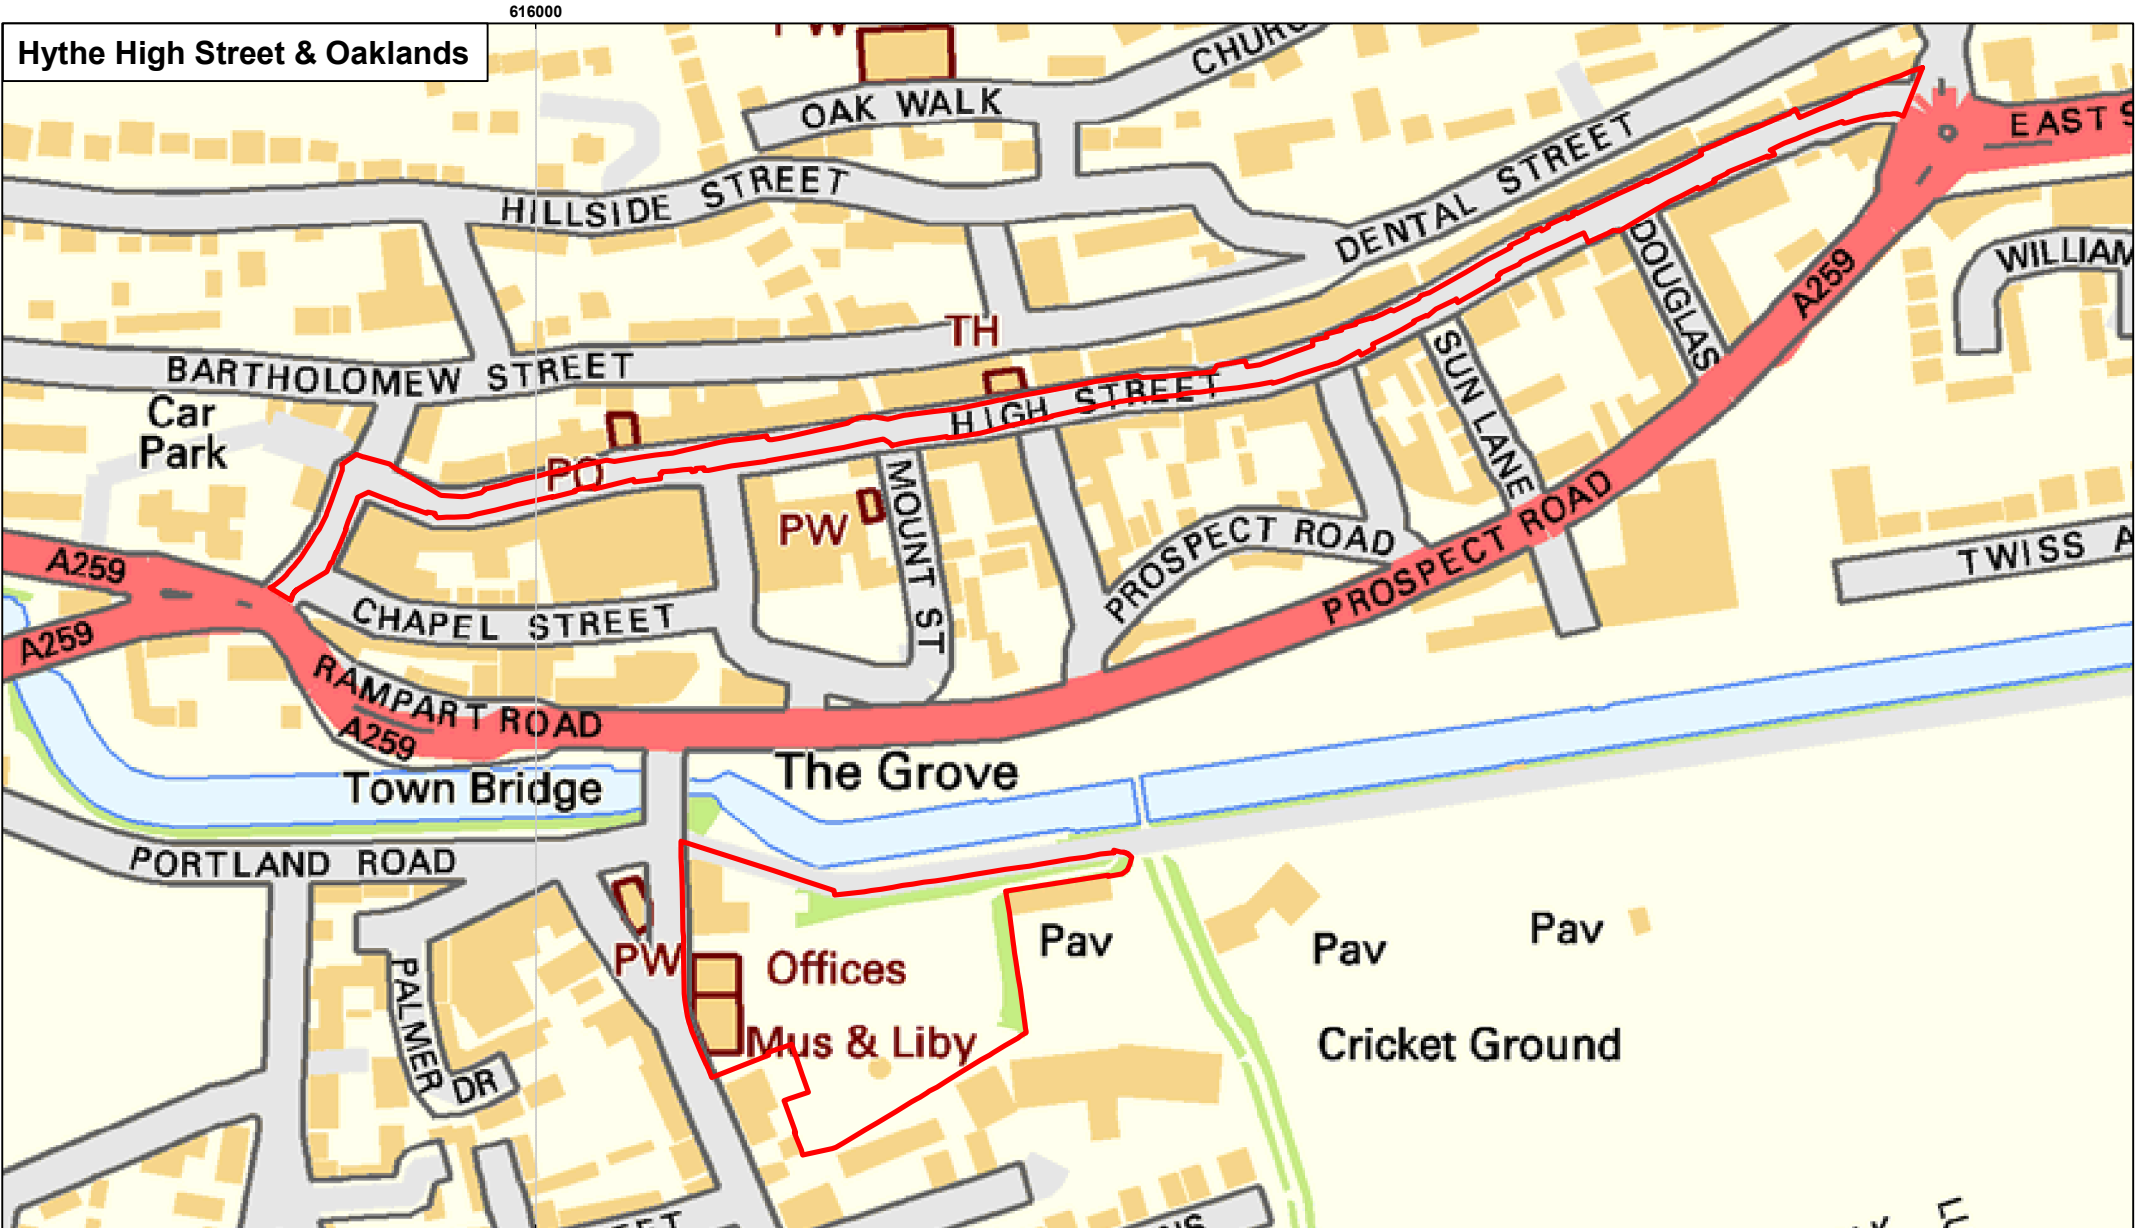 616000
Hythe High Street & Oaklands
PW
CHURC
OAK WALK
EAST S
HILLSIDE STREET
DENTAL STREET
DOUGLAS
A259
WILLIAM
TH
BARTHOLOMEW STREET
HIGH STREET
SUN LANE
Car
Park
PO
PW
MOUNT ST
PROSPECT ROAD
PROSPECT ROAD
TWISS A
A259
A259
CHAPEL STREET
RAMPART ROAD
A259
Town Bridge
The Grove
PORTLAND ROAD
PW
Offices
Pav
Pav
Pav
PALMER DR
Mus & Liby
Cricket Ground